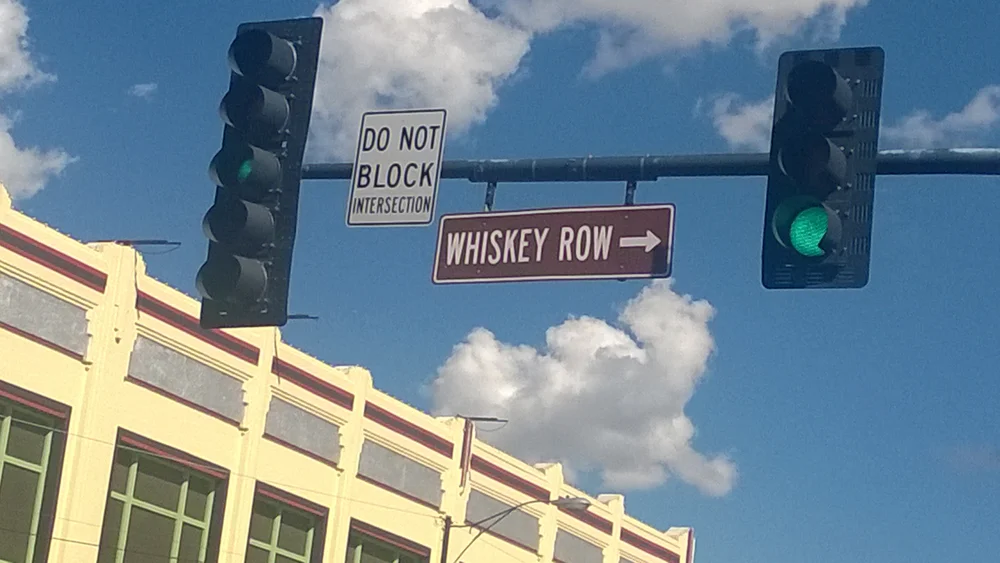 DO NOT
BLOCK
INTERSECTION
WHISKEY ROW →